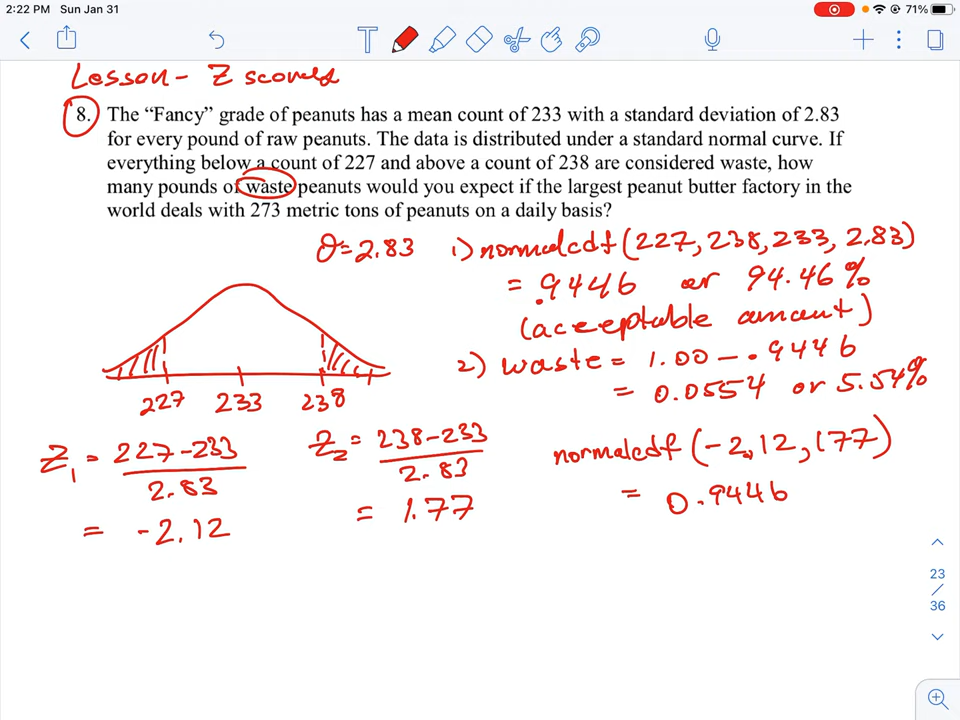 2:22 PM Sun Jan 31
71%
Lesson - Z scores
8. The “Fancy” grade of peanuts has a mean count of 233 with a standard deviation of 2.83
for every pound of raw peanuts. The data is distributed under a standard normal curve. If
everything below a count of 227 and above a count of 238 are considered waste, how
many pounds of waste peanuts would you expect if the largest peanut butter factory in the
world deals with 273 metric tons of peanuts on a daily basis?
σ=2.83
1) normalcdf(227,238,233,2.83)
= .9446 or 94.46%
(acceptable amount)
2) waste = 1.00 - .9446
= 0.0554 or 5.54%
227 233 238
Z1 = 227-233
2.83
= -2.12
Z2 = 238-233
2.83
= 1.77
normalcdf(-2.12,177)
= 0.9446
23
/
36